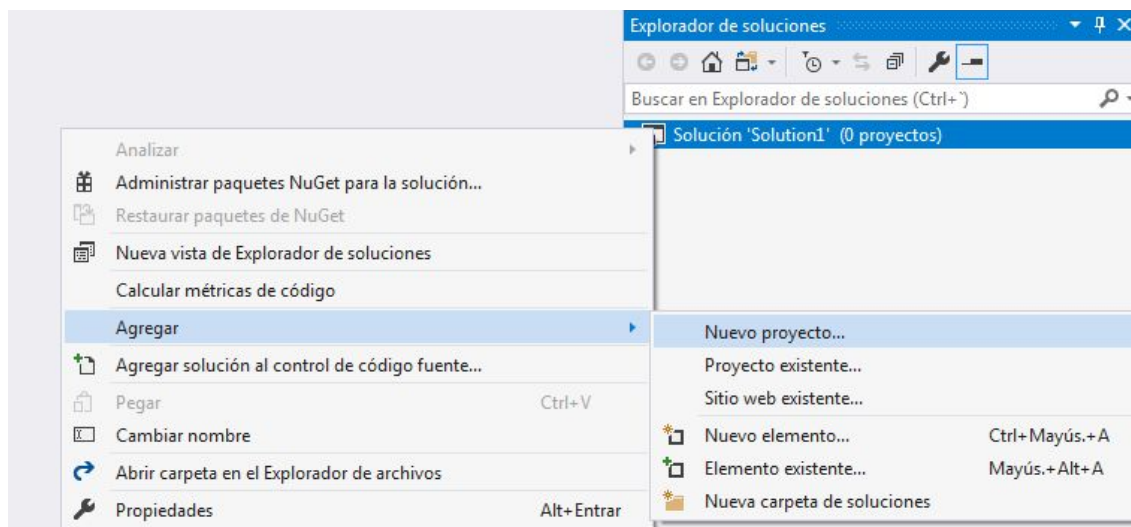 Explorador de soluciones
Buscar en Explorador de soluciones (Ctrl+`)
Solución 'Solution1' (0 proyectos)
Analizar
Administrar paquetes NuGet para la solución...
Restaurar paquetes de NuGet
Nueva vista de Explorador de soluciones
Calcular métricas de código
Agregar
Agregar solución al control de código fuente...
Pegar Ctrl+V
Cambiar nombre
Abrir carpeta en el Explorador de archivos
Propiedades Alt+Entrar
Nuevo proyecto...
Proyecto existente...
Sitio web existente...
Nuevo elemento... Ctrl+Mayús.+A
Elemento existente... Mayús.+Alt+A
Nueva carpeta de soluciones